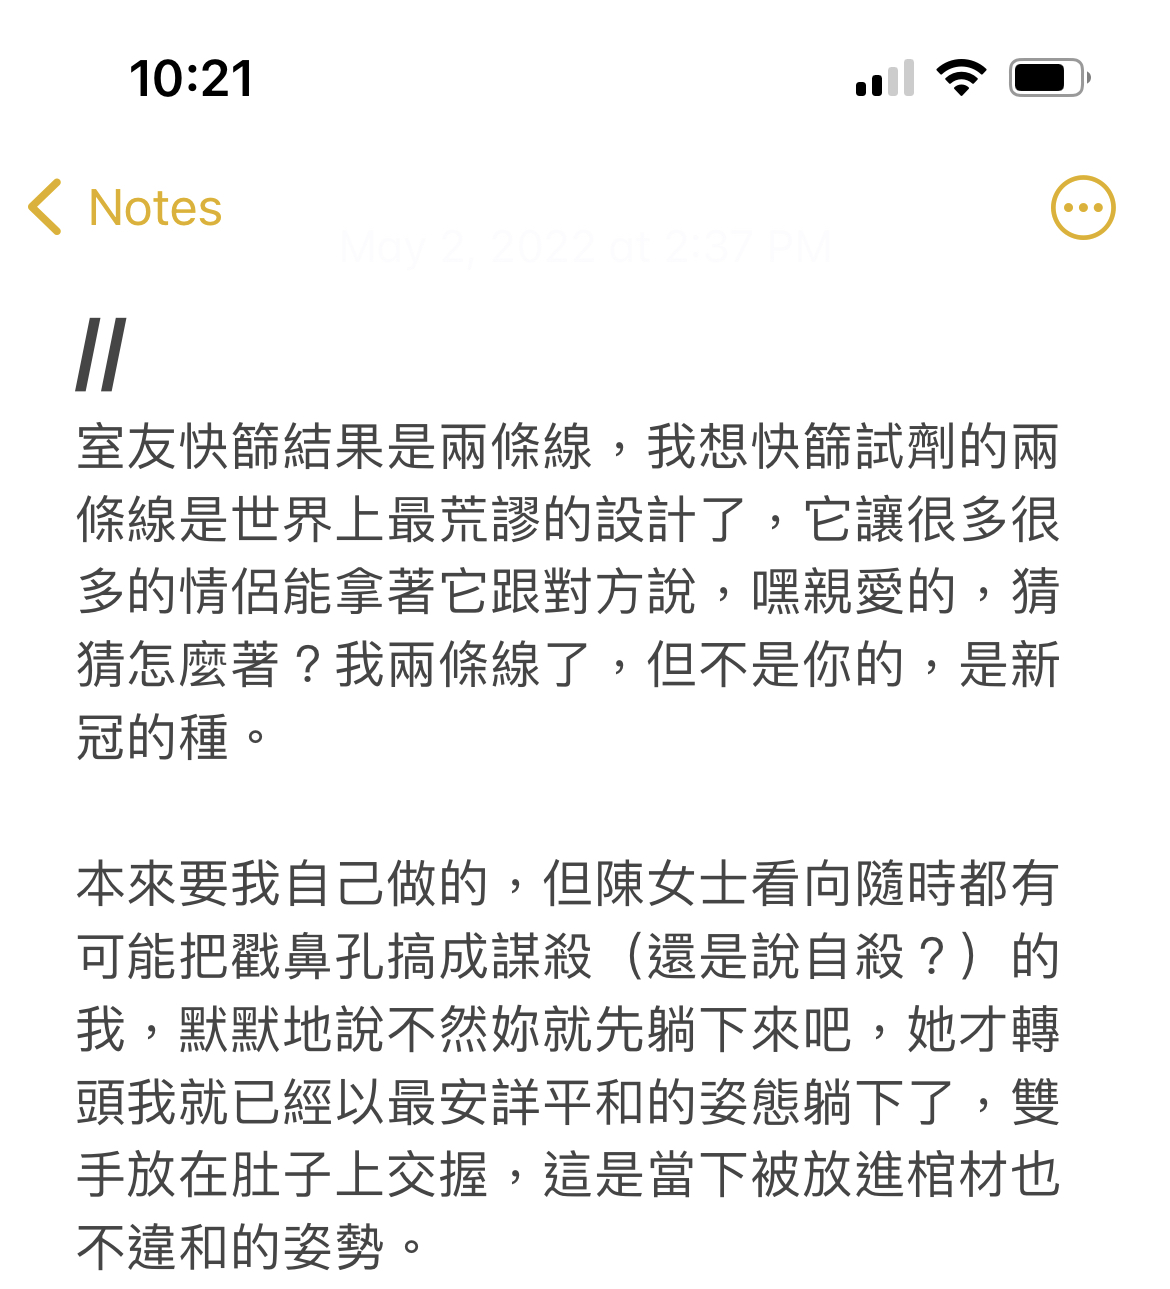 10:21
Notes
May 2, 2022 at 2:37 PM
//
室友快篩結果是兩條線，我想快篩試劑的兩
條線是世界上最荒謬的設計了，它讓很多很
多的情侶能拿著它跟對方說，嘿親愛的，猜
猜怎麼著？我兩條線了，但不是你的，是新
冠的種。
本來要我自己做的，但陳女士看向隨時都有
可能把戳鼻孔搞成謀殺（還是說自殺？）的
我，默默地說不然妳就先躺下來吧，她才轉
頭我就已經以最安詳平和的姿態躺下了，雙
手放在肚子上交握，這是當下被放進棺材也
不違和的姿勢。